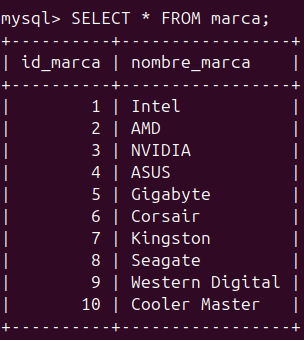 mysql> SELECT * FROM marca;
+----------+-----------------+
| id_marca | nombre_marca    |
+----------+-----------------+
|        1 | Intel           |
|        2 | AMD             |
|        3 | NVIDIA          |
|        4 | ASUS            |
|        5 | Gigabyte        |
|        6 | Corsair         |
|        7 | Kingston        |
|        8 | Seagate         |
|        9 | Western Digital |
|       10 | Cooler Master   |
+----------+-----------------+